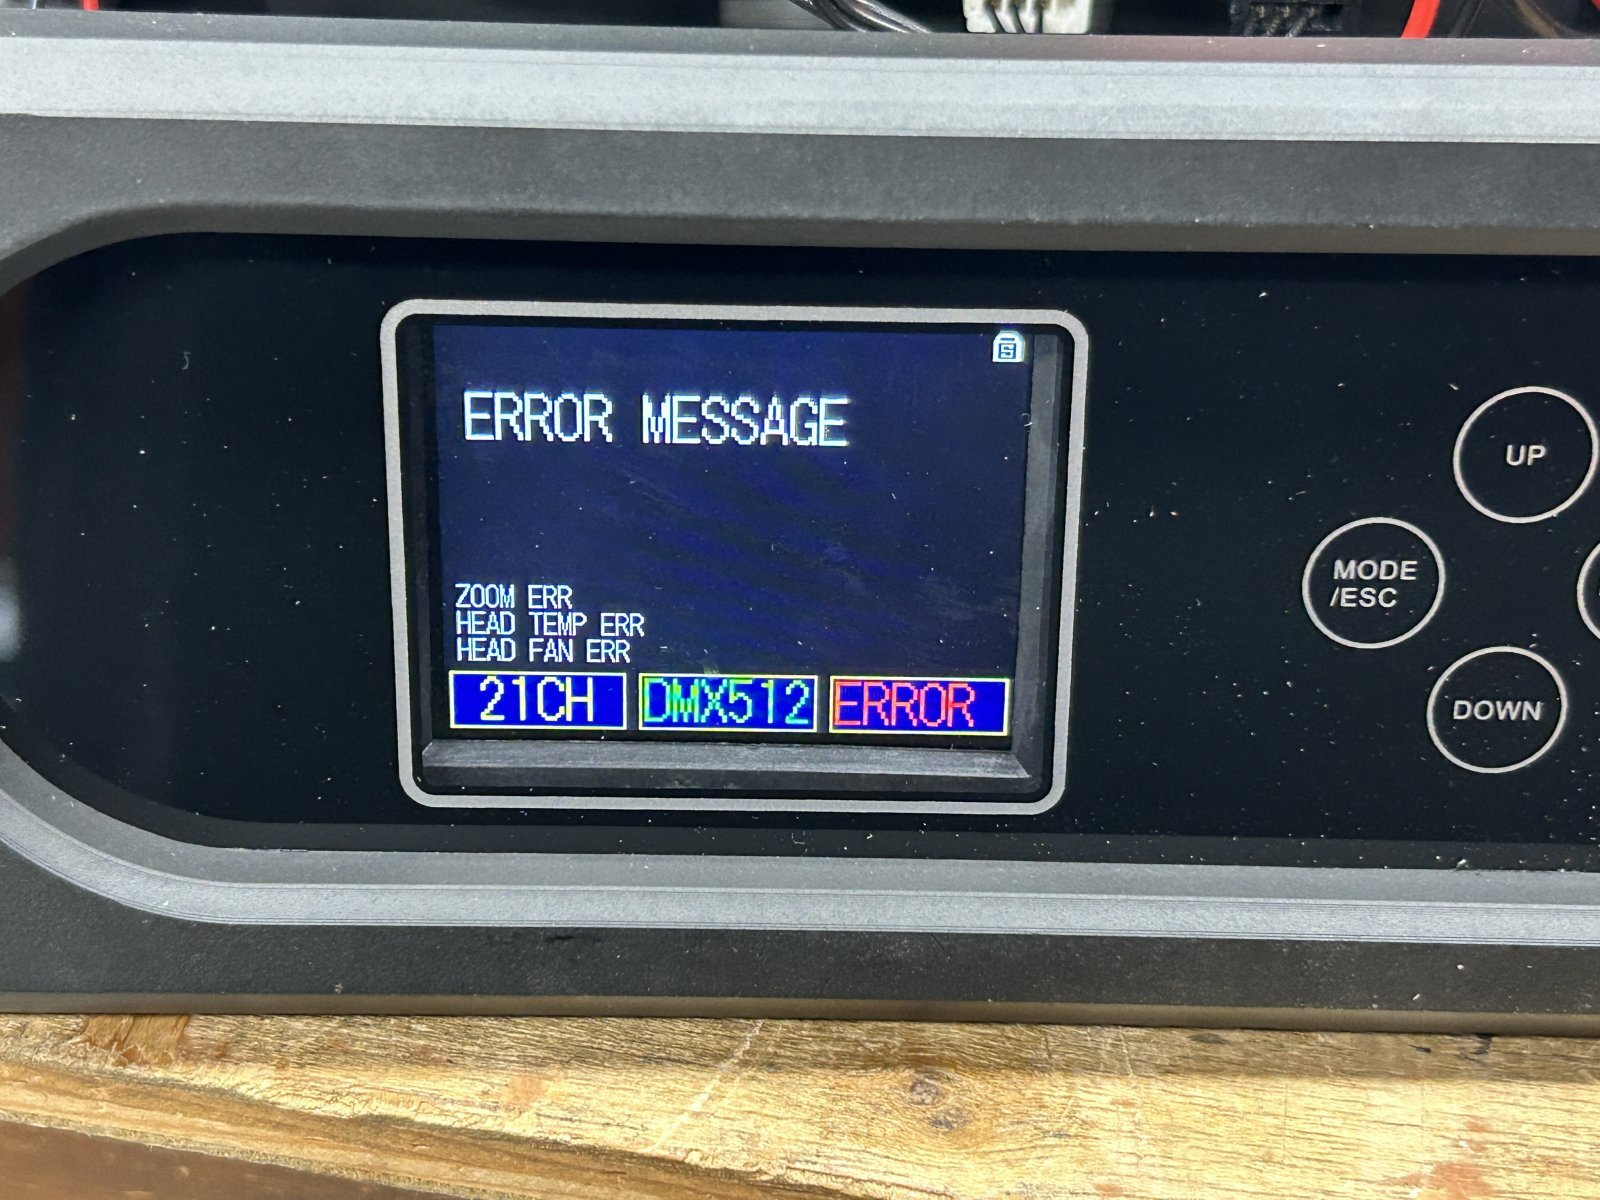 ERROR MESSAGE
ZOOM ERR
HEAD TEMP ERR
HEAD FAN ERR
21CH
DMX512
ERROR
UP
MODE
/ESC
DOWN